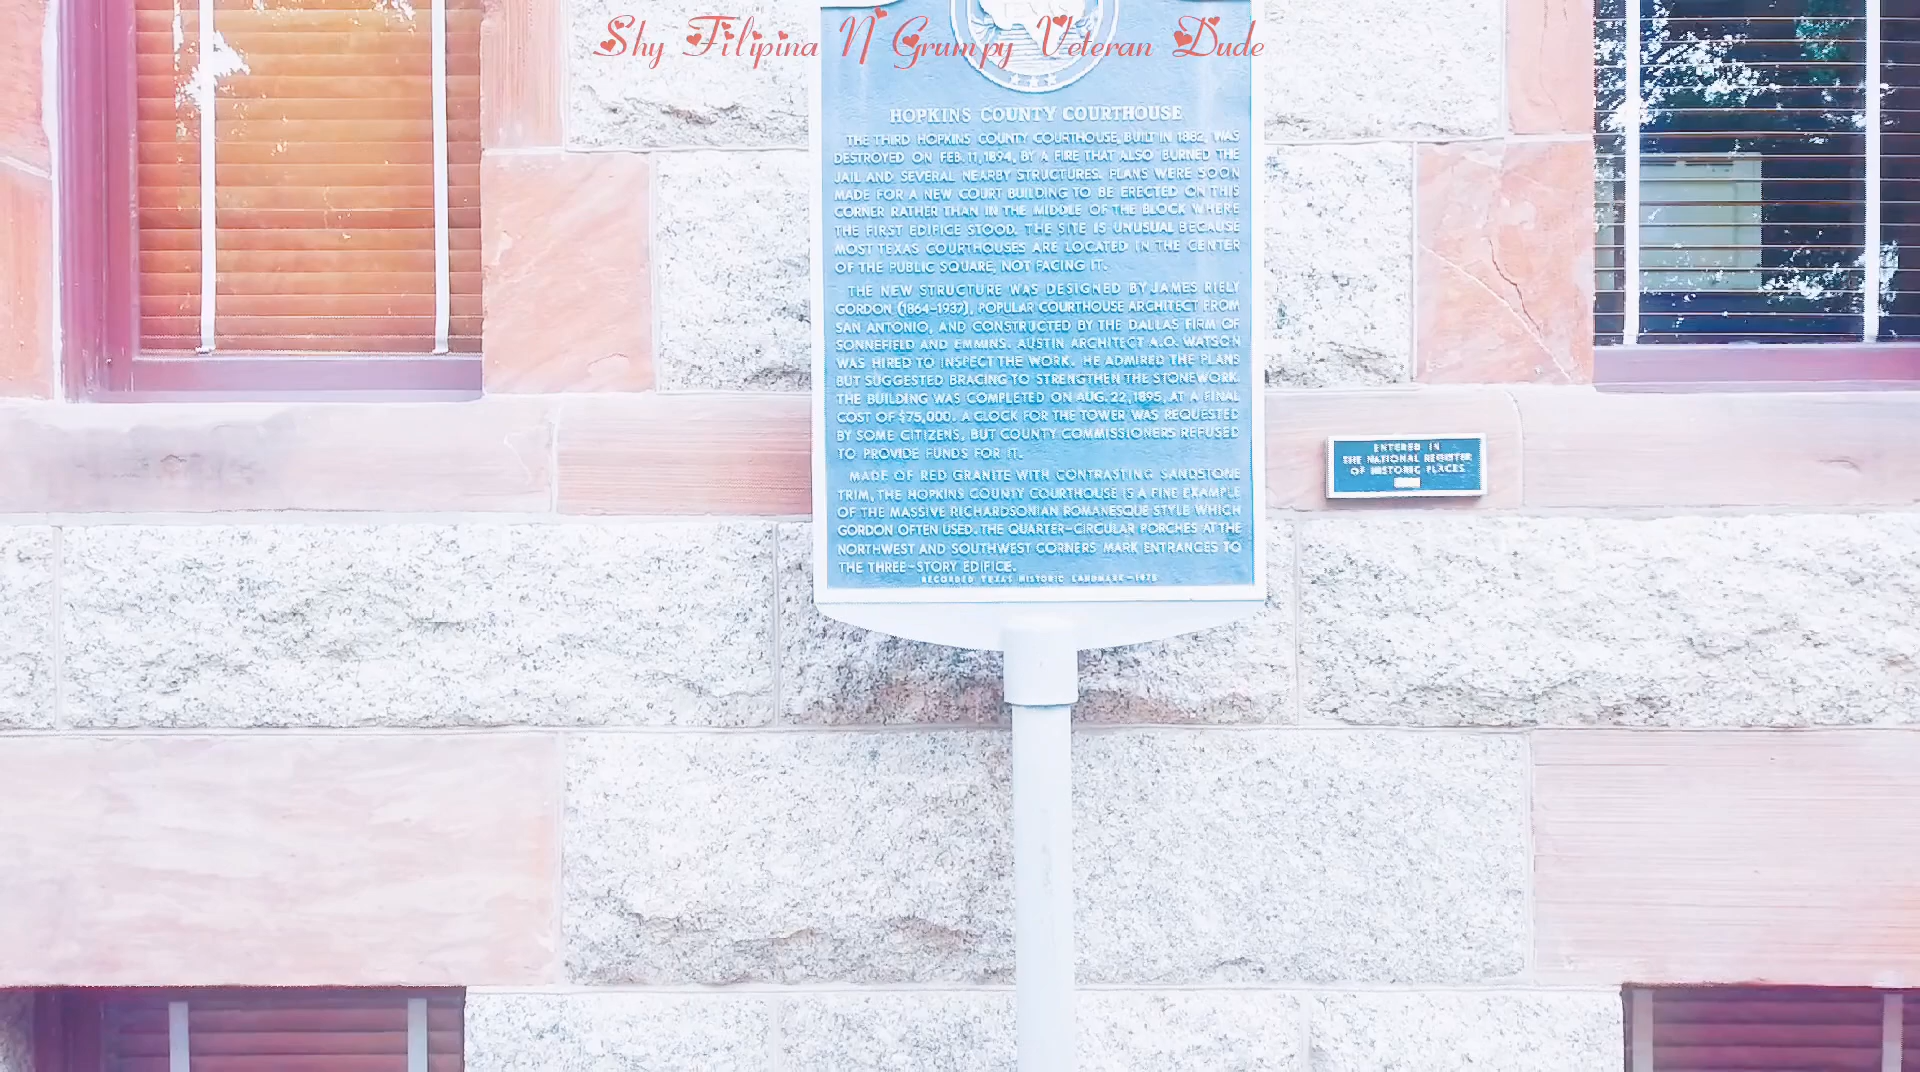 Shy Filipina N Grumpy Veteran Dude
HOPKINS COUNTY COURTHOUSE
THE THIRD HOPKINS COUNTY COURTHOUSE, BUILT IN 1882, WAS
DESTROYED ON FEB. 11, 1894, BY A FIRE THAT ALSO BURNED THE
JAIL AND SEVERAL NEARBY STRUCTURES. PLANS WERE SOON
MADE FOR A NEW COURT BUILDING TO BE ERECTED ON THIS
CORNER RATHER THAN IN THE MIDDLE OF THE BLOCK WHERE
THE FIRST EDIFICE STOOD. THE SITE IS UNUSUAL BECAUSE
MOST TEXAS COURTHOUSES ARE LOCATED IN THE CENTER
OF THE PUBLIC SQUARE, NOT FACING IT.
THE NEW STRUCTURE WAS DESIGNED BY JAMES RIELY
GORDON (1864-1937), POPULAR COURTHOUSE ARCHITECT FROM
SAN ANTONIO, AND CONSTRUCTED BY THE DALLAS FIRM OF
SONNEFIELD AND EMMINS. AUSTIN ARCHITECT A.O. WATSON
WAS HIRED TO INSPECT THE WORK. HE ADMIRED THE PLANS
BUT SUGGESTED BRACING TO STRENGTHEN THE STONEWORK.
THE BUILDING WAS COMPLETED ON AUG. 22, 1895, AT A FINAL
COST OF $75,000. A CLOCK FOR THE TOWER WAS REQUESTED
BY SOME CITIZENS, BUT COUNTY COMMISSIONERS REFUSED
TO PROVIDE FUNDS FOR IT.
MADE OF RED GRANITE WITH CONTRASTING SANDSTONE
TRIM, THE HOPKINS COUNTY COURTHOUSE IS A FINE EXAMPLE
OF THE MASSIVE RICHARDSONIAN ROMANESQUE STYLE WHICH
GORDON OFTEN USED. THE QUARTER-CIRCULAR PORCHES AT THE
NORTHWEST AND SOUTHWEST CORNERS MARK ENTRANCES TO
THE THREE-STORY EDIFICE.
RECORDED TEXAS HISTORIC LANDMARK-1975
ENTERED IN
THE NATIONAL REGISTER
OF HISTORIC PLACES